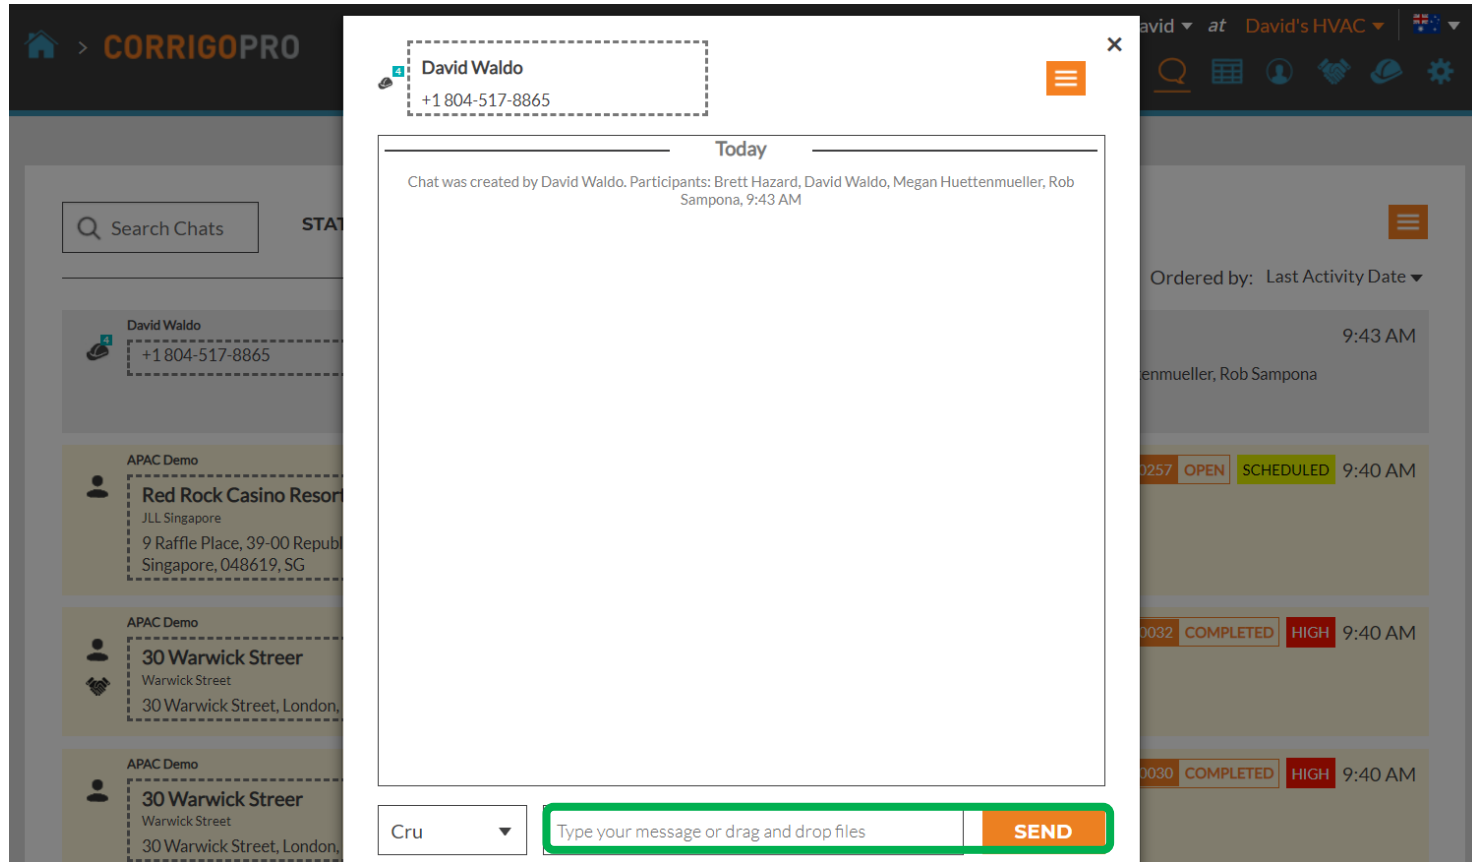 > CORRIGOPRO
avid at David's HVAC
4
David Waldo
+1 804-517-8865
×
Today
Chat was created by David Waldo. Participants: Brett Hazard, David Waldo, Megan Huettenmueller, Rob
Sampona, 9:43 AM
Search Chats
STAT
Ordered by: Last Activity Date
David Waldo
4
+1 804-517-8865
9:43 AM
enmueller, Rob Sampona
APAC Demo
Red Rock Casino Resort
JLL Singapore
9 Raffle Place, 39-00 Republ
Singapore, 048619, SG
0257 OPEN SCHEDULED 9:40 AM
APAC Demo
30 Warwick Streer
Warwick Street
30 Warwick Street, London,
0032 COMPLETED HIGH 9:40 AM
APAC Demo
30 Warwick Streer
Warwick Street
30 Warwick Street, London,
0030 COMPLETED HIGH 9:40 AM
Cru
Type your message or drag and drop files
SEND